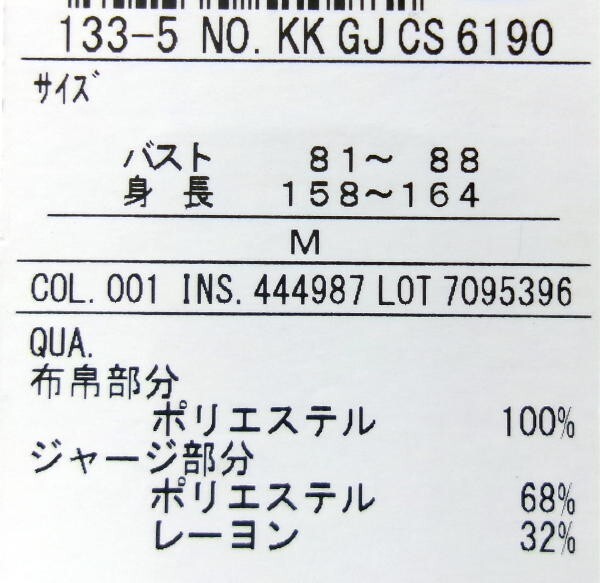 133-5 NO. KK GJ CS 6190
サイズ
バスト 81～ 88
身 長 158～164
M
COL. 001 INS. 444987 LOT 7095396
QUA.
布帛部分
ポリエステル 100%
ジャージ部分
ポリエステル 68%
レーヨン 32%